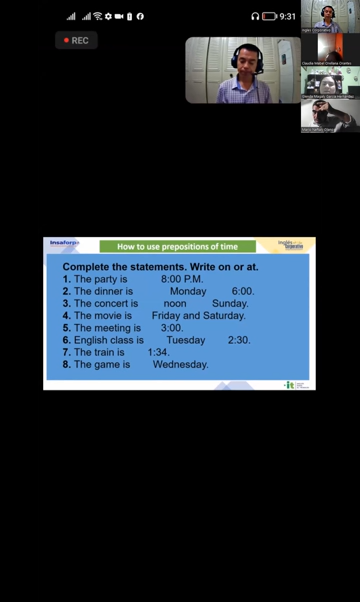 9:31
REC
Insaforp
How to use prepositions of time
Inglés
Corporativo
Complete the statements. Write on or at.
1. The party is 8:00 P.M.
2. The dinner is Monday 6:00.
3. The concert is noon Sunday.
4. The movie is Friday and Saturday.
5. The meeting is 3:00.
6. English class is Tuesday 2:30.
7. The train is 1:34.
8. The game is Wednesday.
it